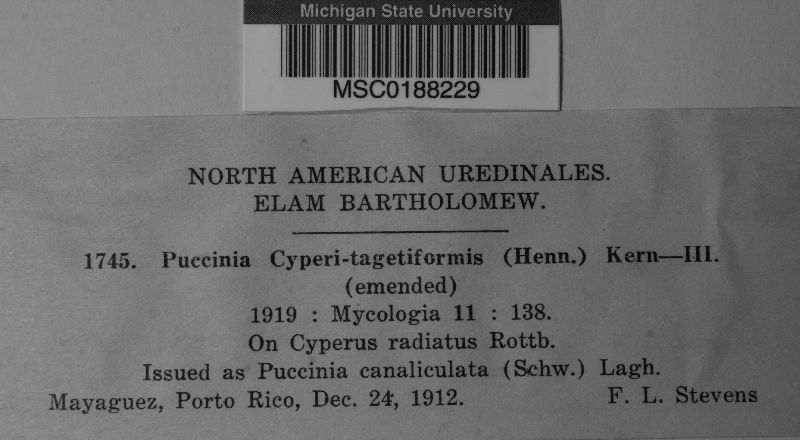 Michigan State University
MSC0188229
NORTH AMERICAN UREDINALES.
ELAM BARTHOLOMEW.
1745. Puccinia Cyperi-tagetiformis (Henn.) Kern—III.
(emended)
1919 : Mycologia 11 : 138.
On Cyperus radiatus Rottb.
Issued as Puccinia canaliculata (Schw.) Lagh.
Mayaguez, Porto Rico, Dec. 24, 1912. F. L. Stevens